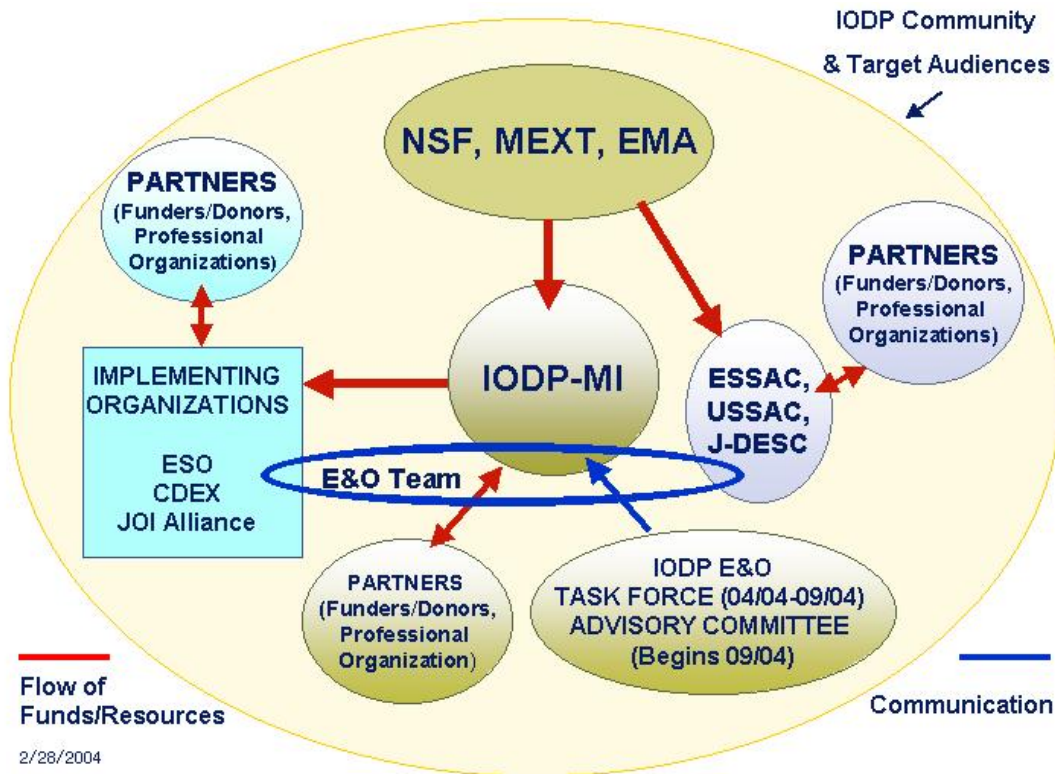 IODP Community
& Target Audiences
NSF, MEXT, EMA
PARTNERS
(Funders/Donors,
Professional
Organizations)
PARTNERS
(Funders/Donors,
Professional
Organizations)
IMPLEMENTING
ORGANIZATIONS
ESO
CDEX
JOI Alliance
IODP-MI
ESSAC,
USSAC,
J-DESC
E&O Team
PARTNERS
(Funders/Donors,
Professional
Organization)
IODP E&O
TASK FORCE (04/04-09/04)
ADVISORY COMMITTEE
(Begins 09/04)
Flow of
Funds/Resources
Communication
2/28/2004